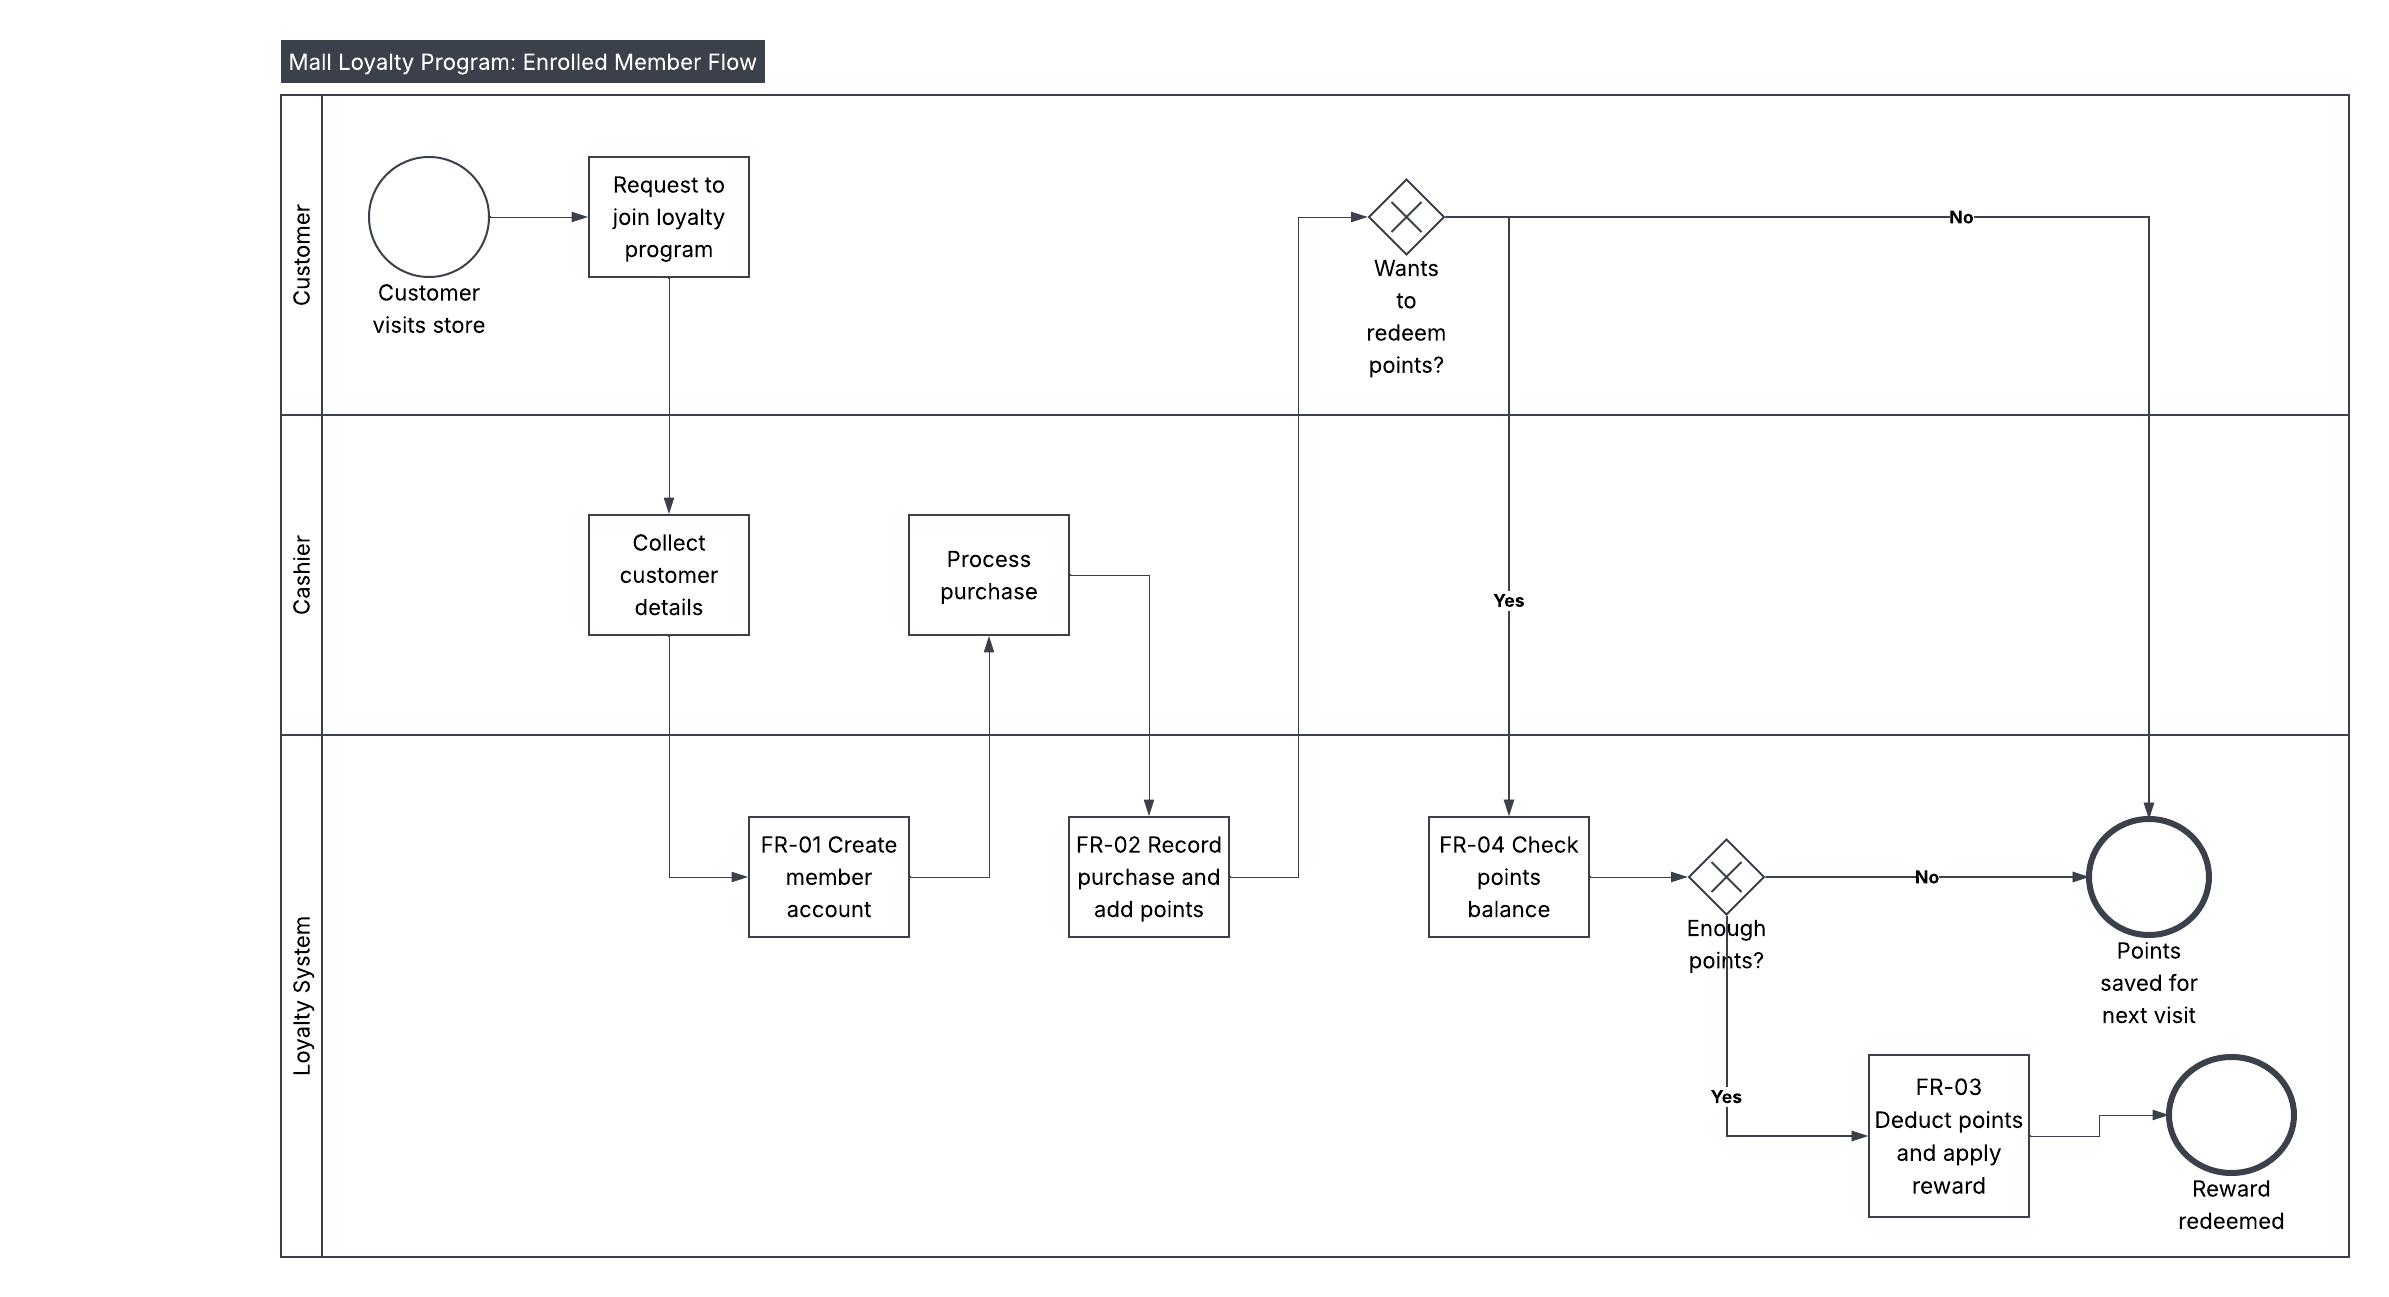 Mall Loyalty Program: Enrolled Member Flow
Customer
Customer
visits store
Request to
join loyalty
program
Wants
to
redeem
points?
No
Yes
Cashier
Collect
customer
details
Process
purchase
Loyalty System
FR-01 Create
member
account
FR-02 Record
purchase and
add points
FR-04 Check
points
balance
Enough
points?
No
Points
saved for
next visit
Yes
FR-03
Deduct points
and apply
reward
Reward
redeemed